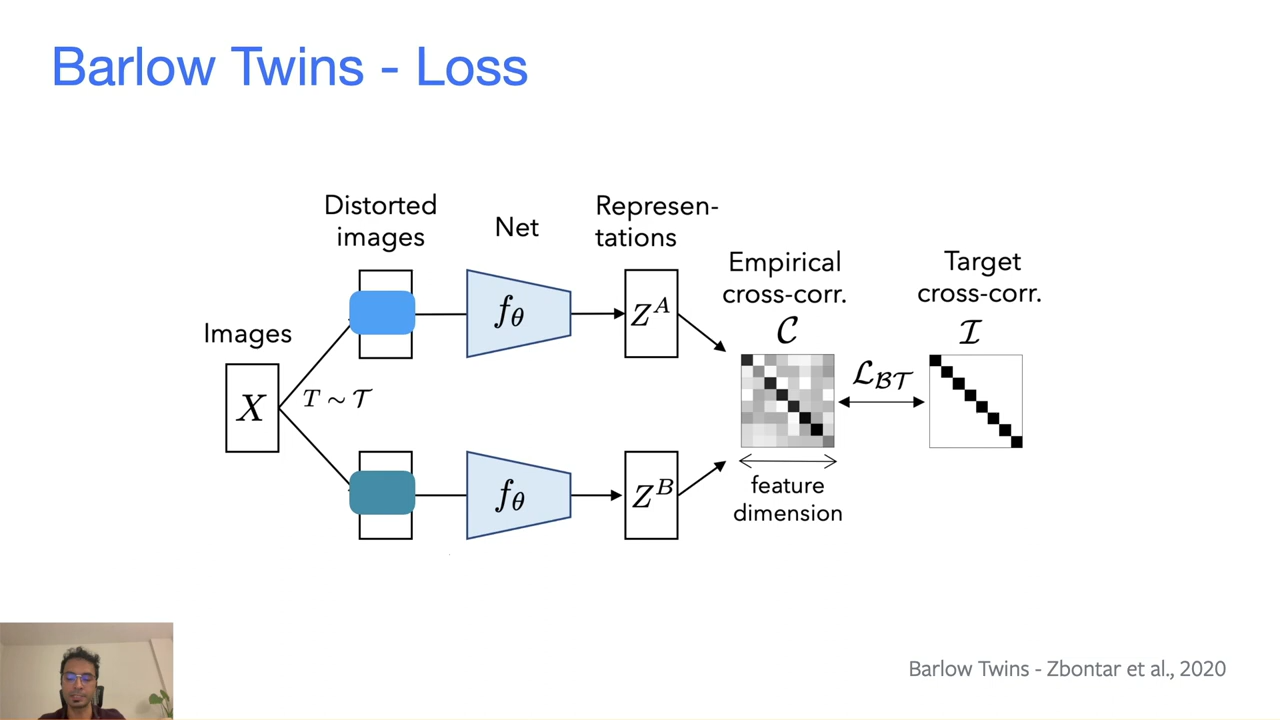 Barlow Twins - Loss
Distorted
images
Net
Represen-
tations
Empirical
cross-corr.
Target
cross-corr.
Images
X
T ∼ 𝒯
f_θ
Z^A
𝒞
ℒ_ℬ𝒯
ℐ
f_θ
Z^B
feature
dimension
Barlow Twins - Zbontar et al., 2020